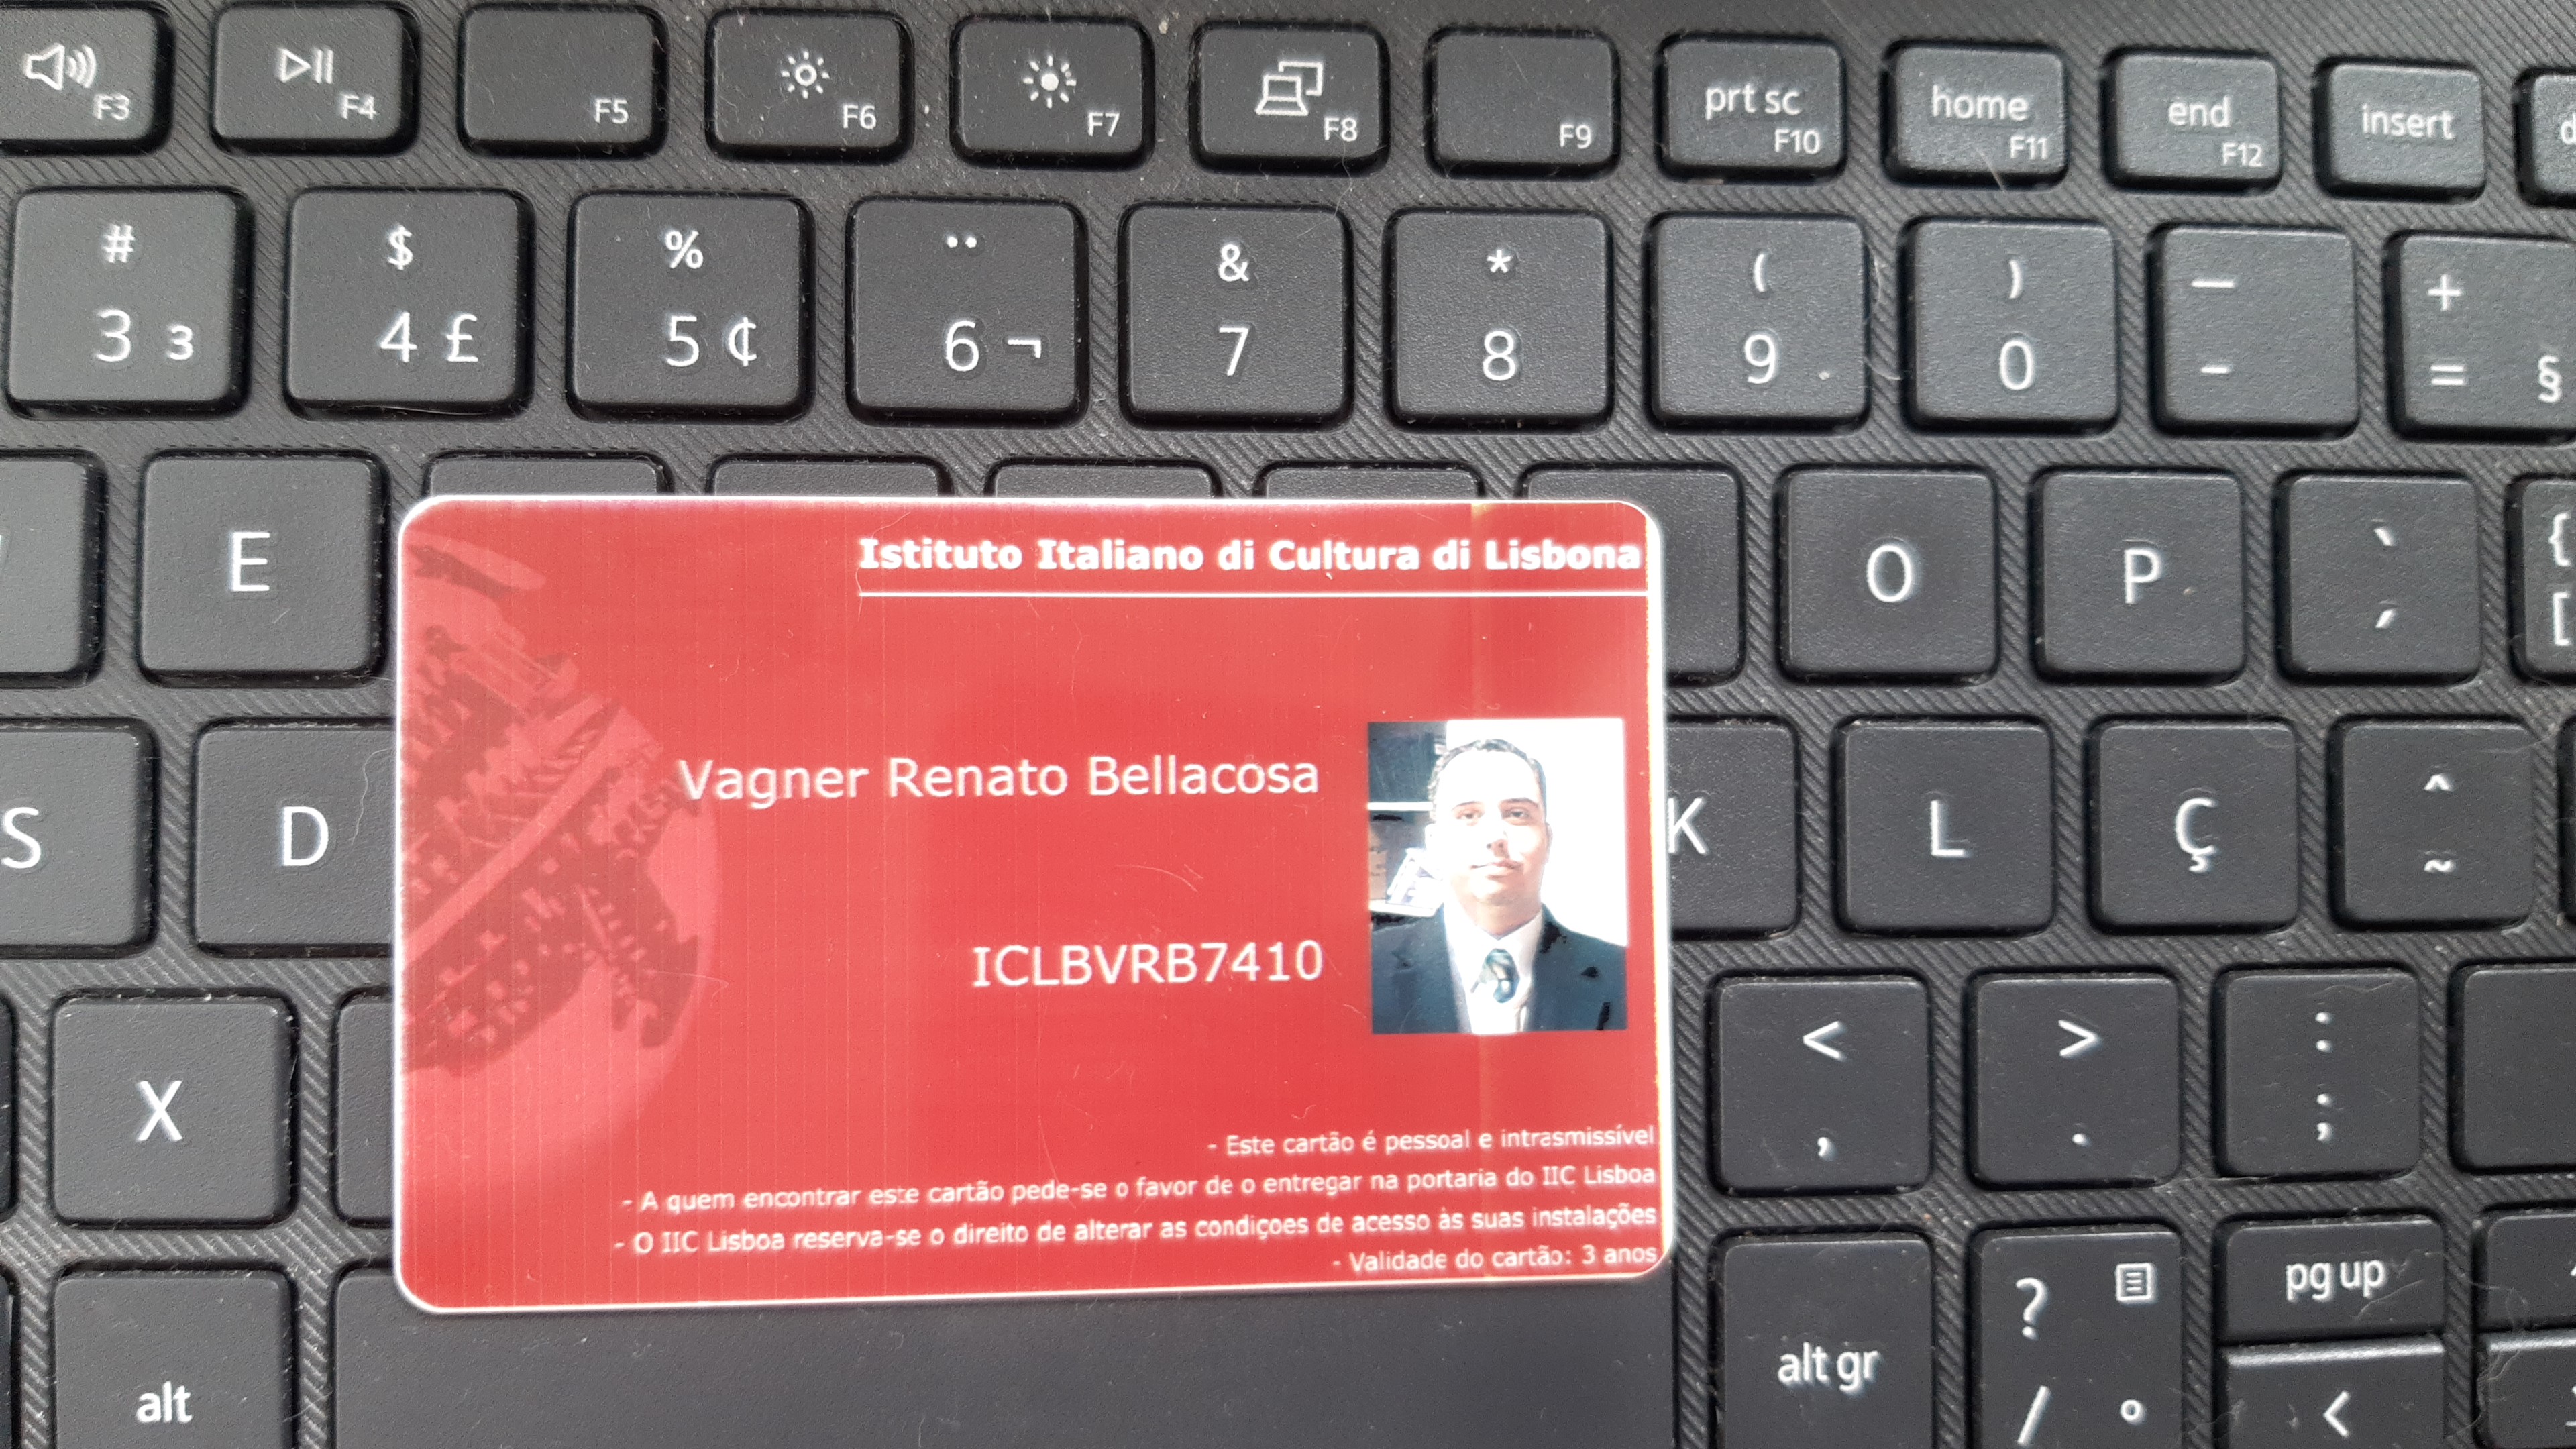 F3 F4 F5 F6 F7 F8 F9 prt sc F10 home F11 end F12 insert
# $ % ¨ & * ( ) — +
3 ³ 4 £ 5 ¢ 6 ¬ 7 8 9 0 - = §
E O P ` ´ { [
Istituto Italiano di Cultura di Lisbona
Vagner Renato Bellacosa
S D K L Ç ^ ~
ICLBVRB7410
X < , > . : ;
- Este cartão é pessoal e intrasmissível
- A quem encontrar este cartão pede-se o favor de o entregar na portaria do IIC Lisboa
- O IIC Lisboa reserva-se o direito de alterar as condiçoes de acesso às suas instalações
- Validade do cartão: 3 anos
alt alt gr ? / ° pg up <